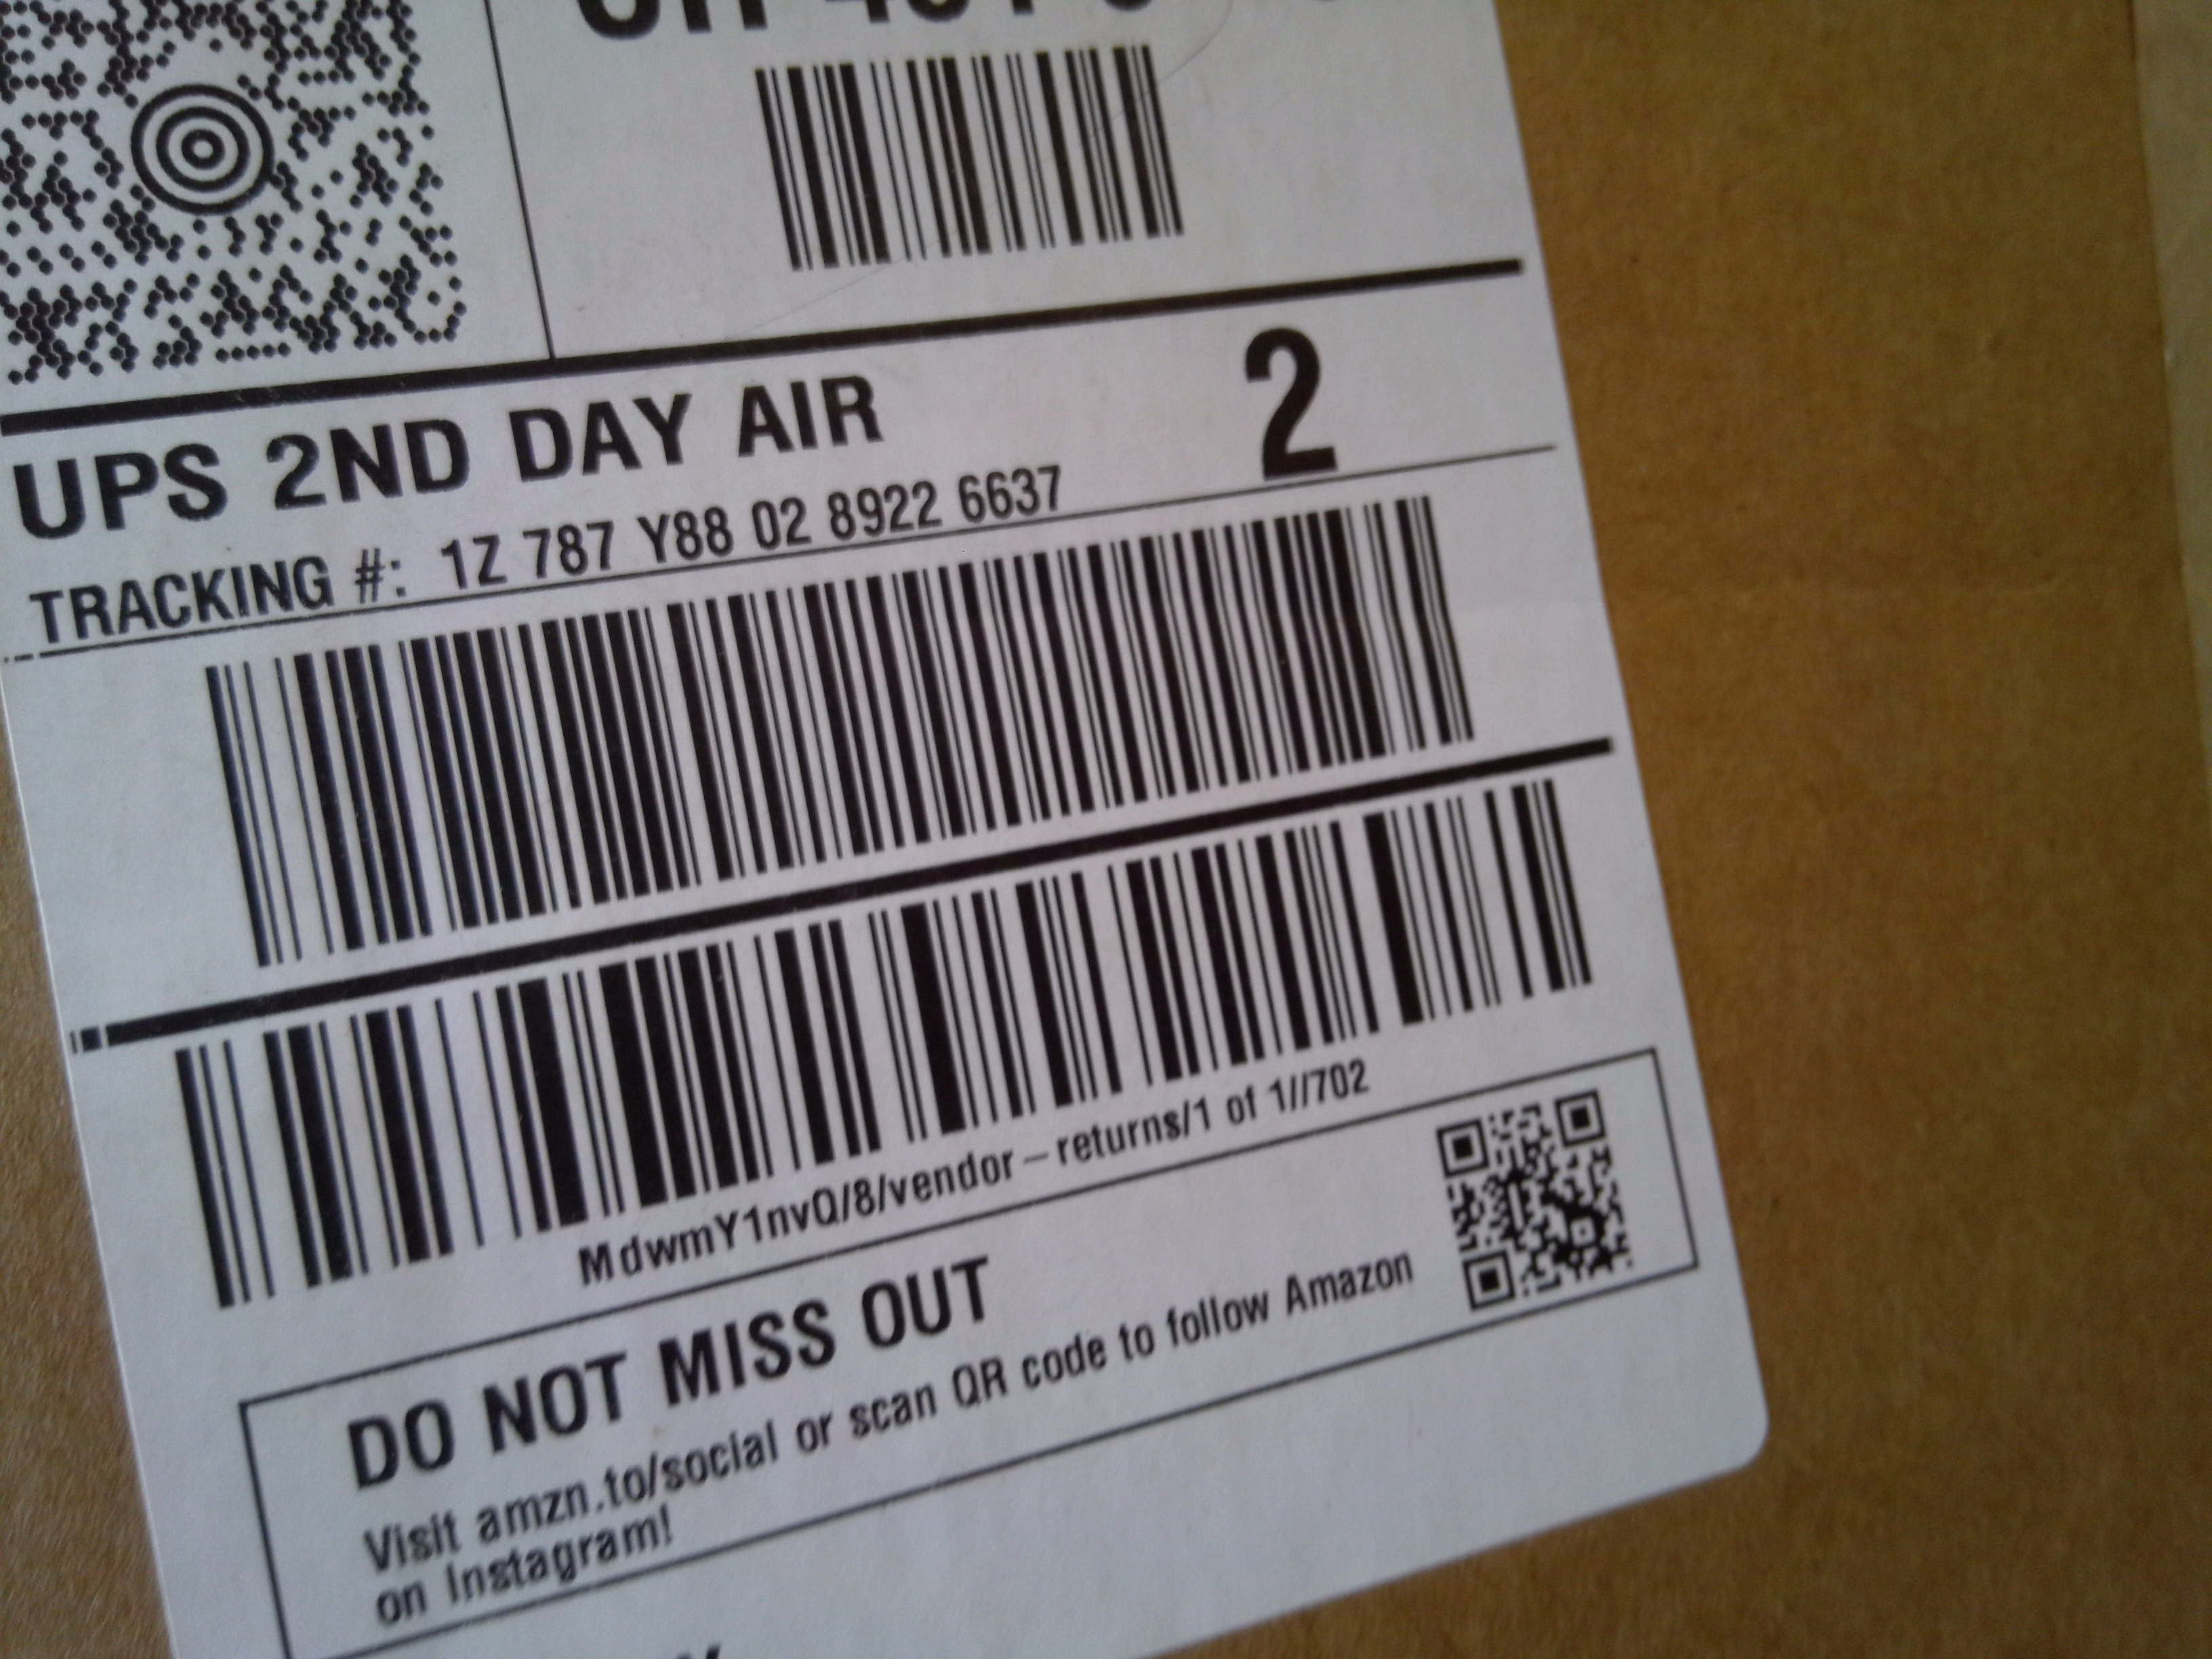 UPS 2ND DAY AIR
2
TRACKING #: 1Z 787 Y88 02 8922 6637
MdwmY1nvQ/8/vendor-returns/1 of 1//702
DO NOT MISS OUT
Visit amzn.to/social or scan QR code to follow Amazon
on Instagram!